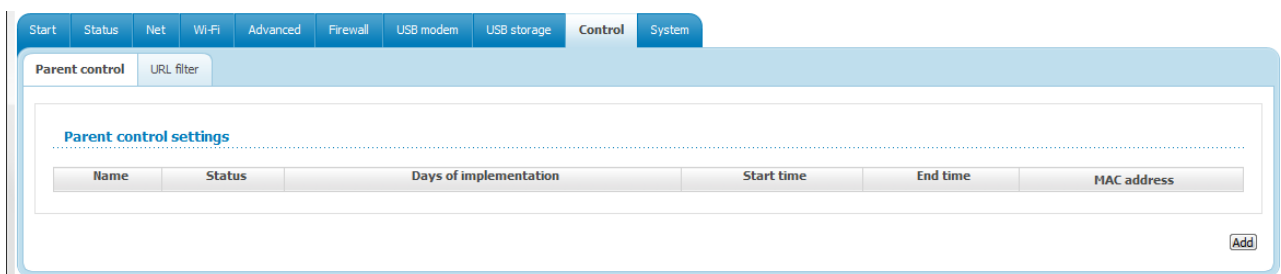 Start Status Net Wi-Fi Advanced Firewall USB modem USB storage Control System
Parent control URL filter
Parent control settings
Name Status Days of implementation Start time End time MAC address
Add